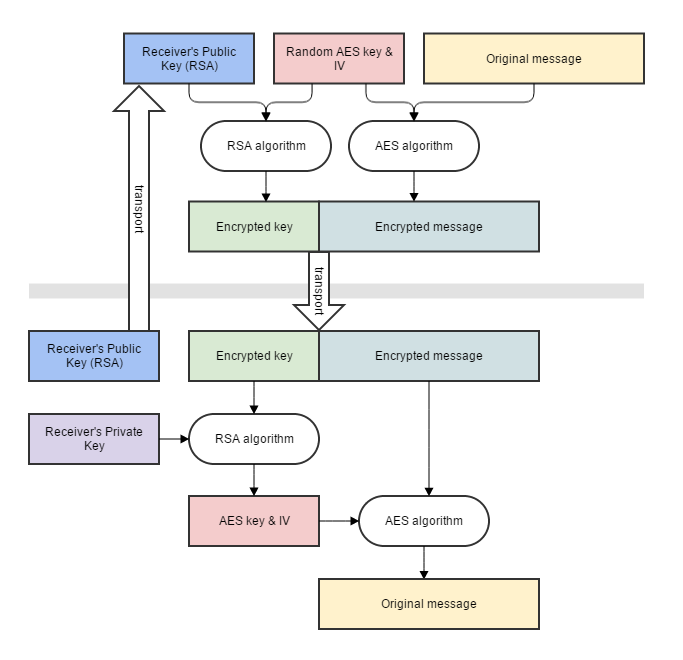 Receiver's Public
Key (RSA)
Random AES key &
IV
Original message
RSA algorithm
AES algorithm
transport
Encrypted key
Encrypted message
transport
Receiver's Public
Key (RSA)
Encrypted key
Encrypted message
Receiver's Private
Key
RSA algorithm
AES key & IV
AES algorithm
Original message